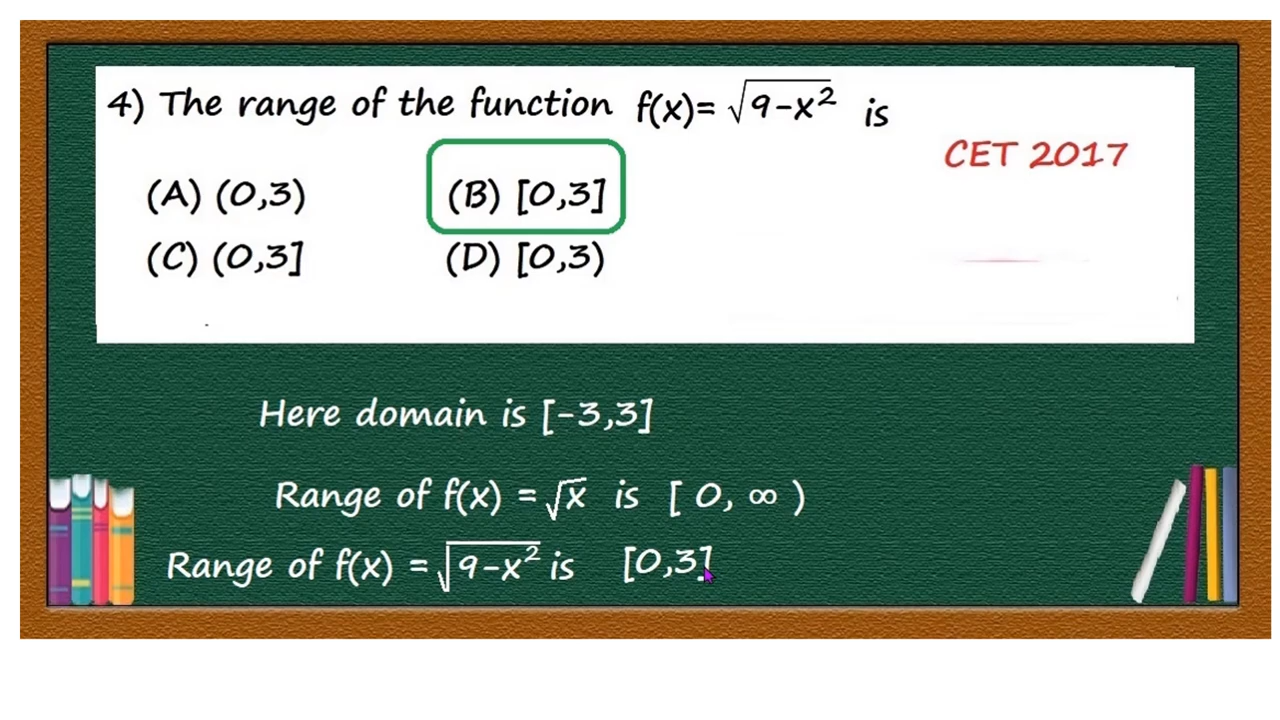 4) The range of the function f(x)= √9-x² is
CET 2017
(A) (0,3) (B) [0,3]
(C) (0,3] (D) [0,3)
Here domain is [-3,3]
Range of f(x) = √x is [ 0, ∞ )
Range of f(x) = √9-x² is [0,3]